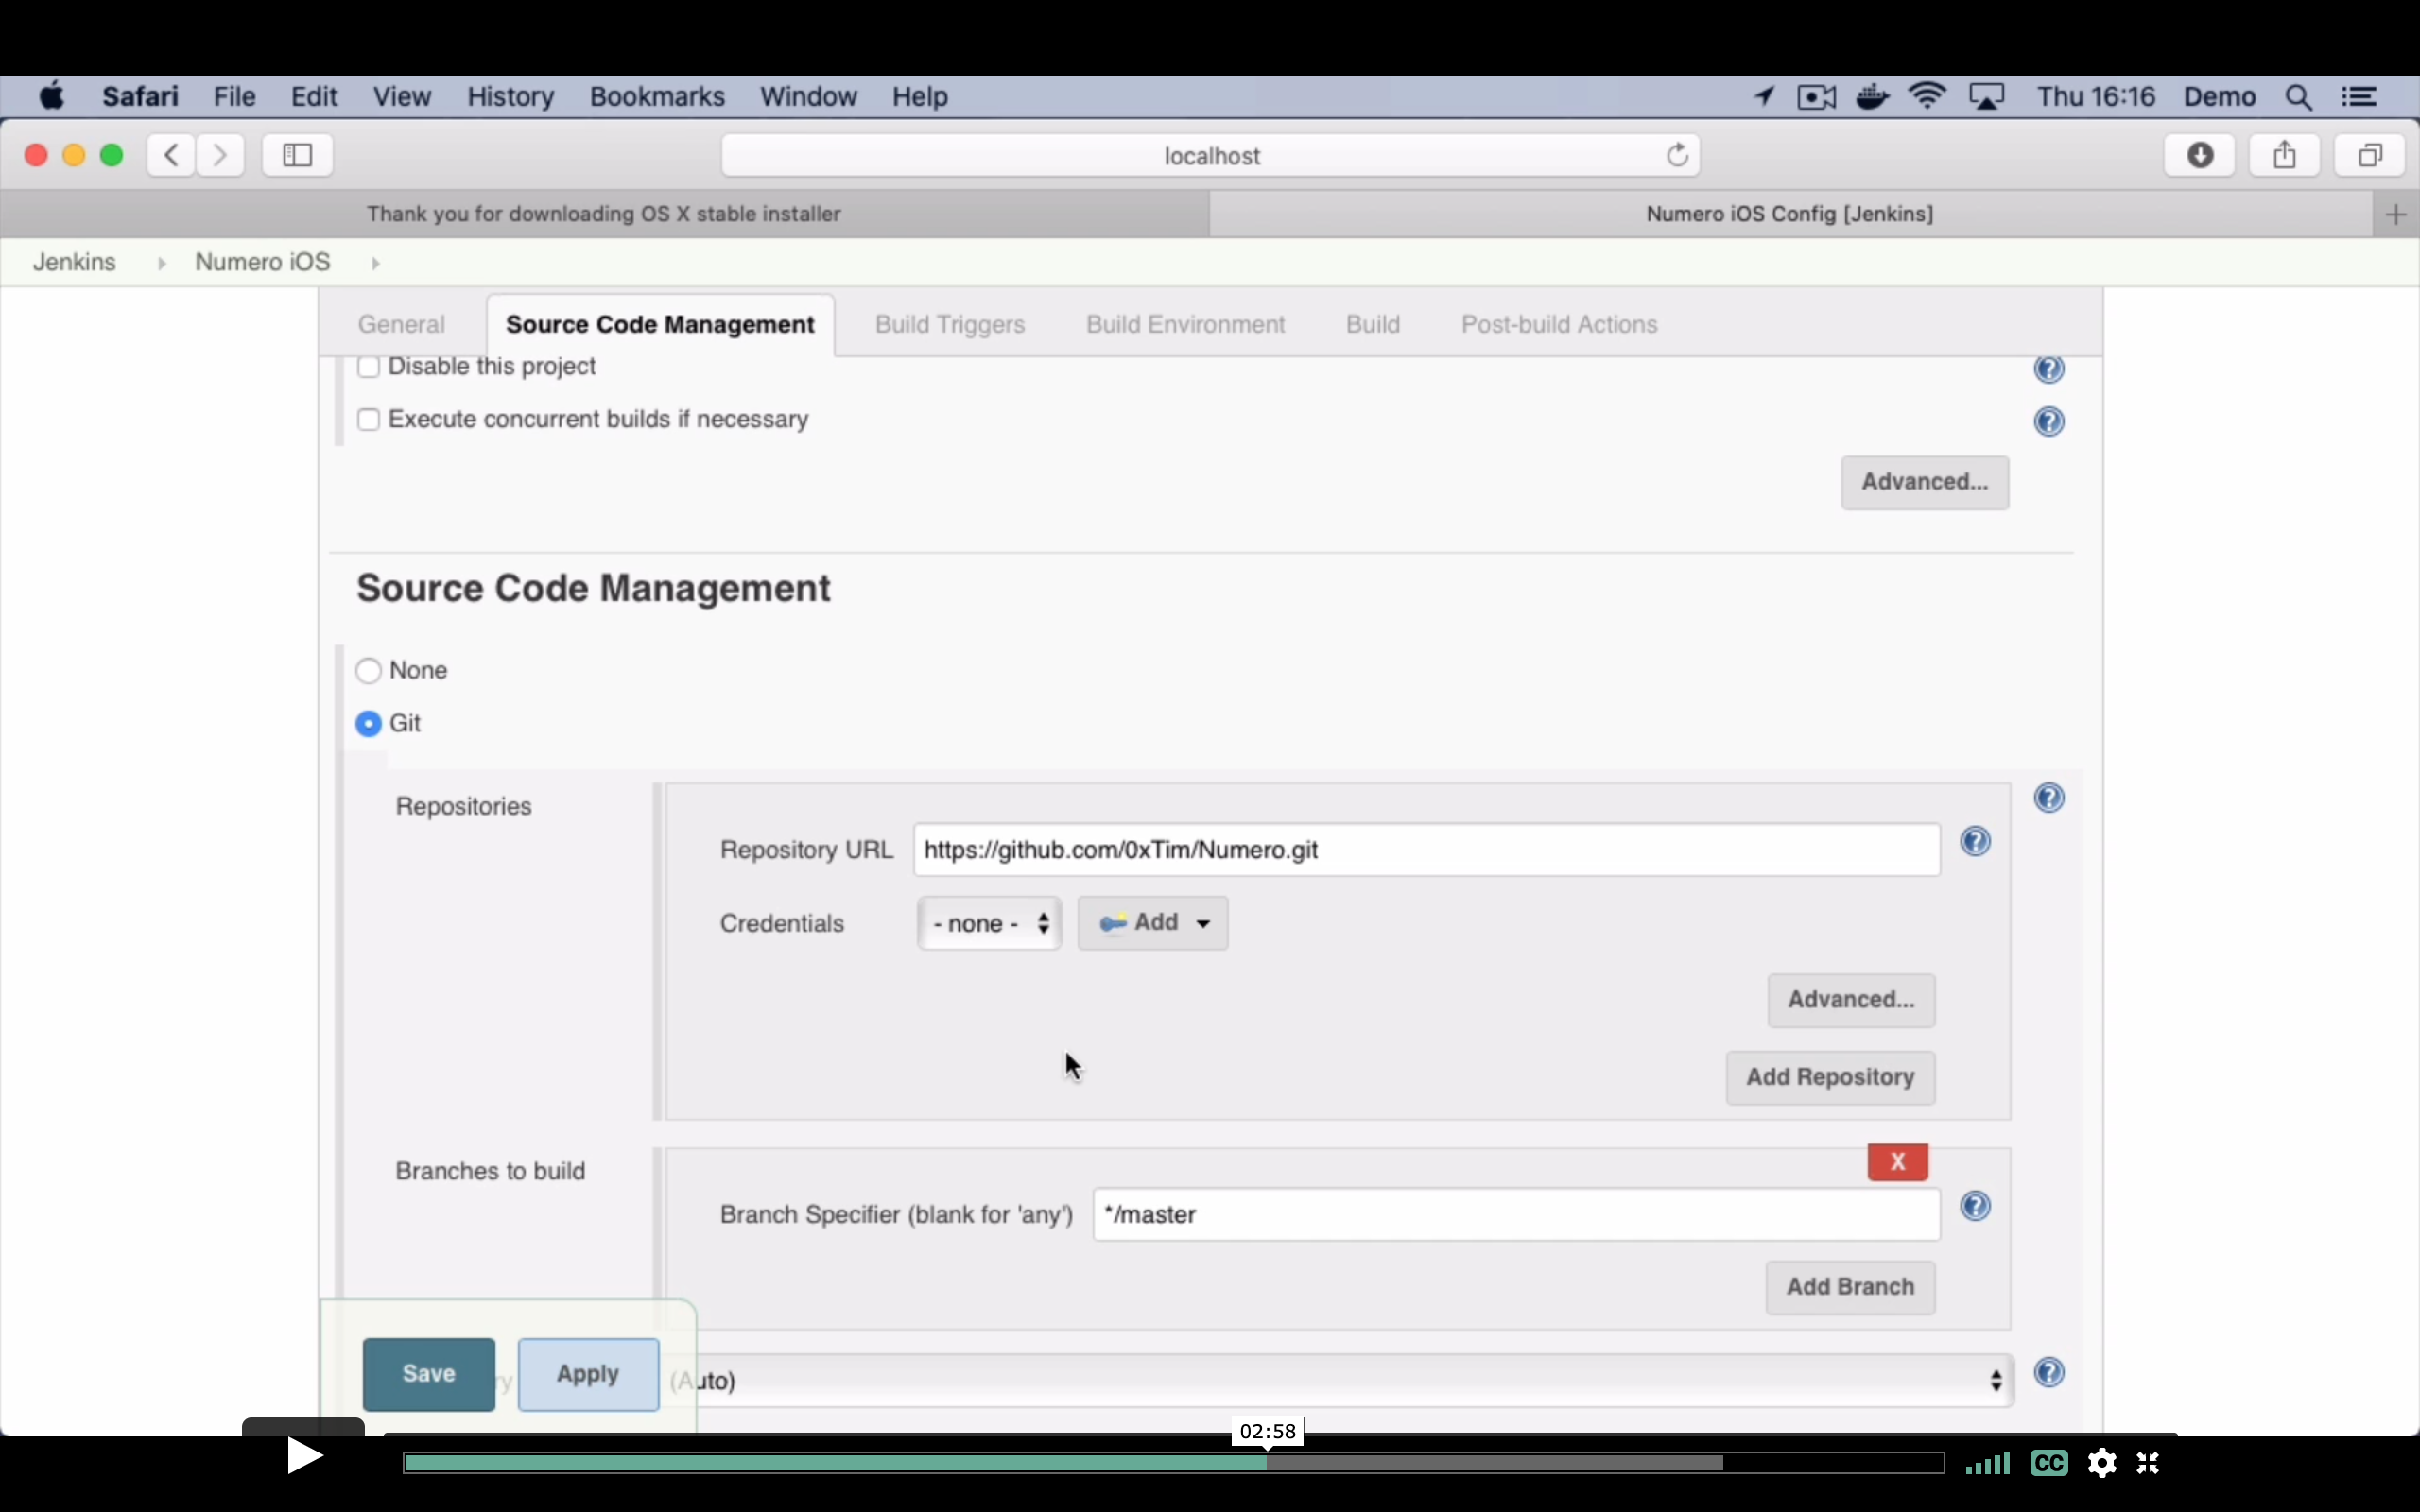 Safari File Edit View History Bookmarks Window Help Thu 16:16 Demo
localhost
Thank you for downloading OS X stable installer Numero iOS Config [Jenkins]
Jenkins Numero iOS
General Source Code Management Build Triggers Build Environment Build Post-build Actions
Disable this project
Execute concurrent builds if necessary
Advanced...
Source Code Management
None
Git
Repositories
Repository URL https://github.com/0xTim/Numero.git
Credentials - none - Add
Advanced...
Add Repository
Branches to build
X
Branch Specifier (blank for 'any') */master
Add Branch
Save Apply (Auto)
02:58
CC